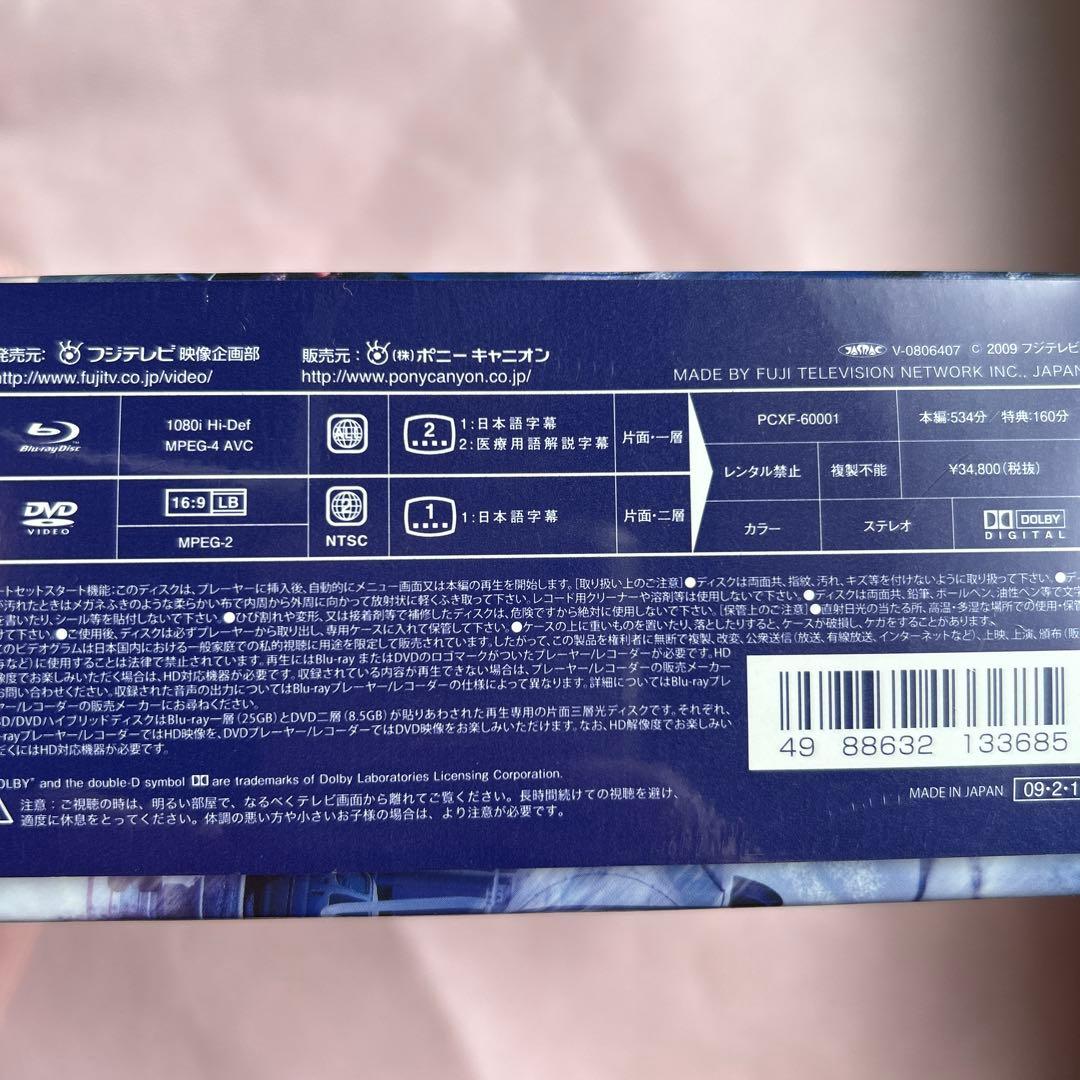 発売元: フジテレビ 映像企画部
http://www.fujitv.co.jp/video/
販売元: (株)ポニー キャニオン
http://www.ponycanyon.co.jp/
JASRAC V-0806407 © 2009 フジテレビ
MADE BY FUJI TELEVISION NETWORK INC., JAPAN
Blu-ray Disc
1080i Hi-Def
MPEG-4 AVC
ALL
2
1:日本語字幕
2:医療用語解説字幕
片面・一層
DVD
VIDEO
16:9 LB
MPEG-2
2
NTSC
1
1:日本語字幕
片面・二層
PCXF-60001
本編:534分/特典:160分
レンタル禁止
複製不能
¥34,800(税抜)
カラー
ステレオ
DOLBY
DIGITAL
ートセットスタート機能:このディスクは、プレーヤーに挿入後、自動的にメニュー画面又は本編の再生を開始します。[取り扱い上のご注意]●ディスクは両面共、指紋、汚れ、キズ等を付けないように取り扱って下さい。●デ
が汚れたときはメガネふきのような柔らかい布で内周から外周に向かって放射状に軽くふき取って下さい。レコード用クリーナーや溶剤等は使用しないで下さい。●ディスクは両面共、鉛筆、ボールペン、油性ペン等で文字
を書いたり、シール等を貼付しないで下さい。●ひび割れや変形、又は接着剤等で補修したディスクは、危険ですから絶対に使用しないで下さい。[保管上のご注意]●直射日光の当たる所、高温・多湿な場所での使用・保管
けて下さい。●ご使用後、ディスクは必ずプレーヤーから取り出し、専用ケースに入れて保管して下さい。●ケースの上に重いものを置いたり、落としたりすると、ケースが破損し、ケガをすることがあります。
このビデオグラムは日本国内における一般家庭での私的視聴に用途を限定して販売されています。したがって、この製品を権利者に無断で複製、改変、公衆送信(放送、有線放送、インターネットなど)、上映、上演、頒布(販
など)に使用することは法律で禁止されています。再生にはBlu-ray またはDVDのロゴマークがついたプレーヤー/レコーダーが必要です。HD
像度でお楽しみいただく場合は、HD対応機器が必要です。収録されている内容が再生できない場合は、プレーヤー/レコーダーの販売メーカー
お問い合わせください。収録された音声の出力についてはBlu-rayプレーヤー/レコーダーの仕様によって異なります。詳細についてはBlu-rayプレ
ヤー/レコーダーの販売メーカーにお尋ねください。
BD/DVDハイブリッドディスクはBlu-ray一層(25GB)とDVD二層(8.5GB)が貼りあわされた再生専用の片面三層光ディスクです。それぞれ、
-rayプレーヤー/レコーダーではHD映像を、DVDプレーヤー/レコーダーではDVD映像をお楽しみいただけます。なお、HD解像度でお楽しみい
だくにはHD対応機器が必要です。
DOLBY* and the double-D symbol are trademarks of Dolby Laboratories Licensing Corporation.
注意:ご視聴の時は、明るい部屋で、なるべくテレビ画面から離れてご覧ください。長時間続けての視聴を避け、
適度に休息をとってください。体調の悪い方や小さいお子様の場合は、より注意が必要です。
49 88632 133685
MADE IN JAPAN
09・2・1